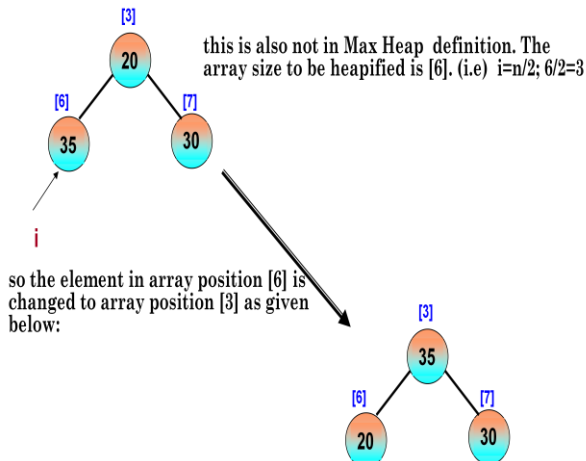 [3]
20
this is also not in Max Heap definition. The
array size to be heapified is [6]. (i.e) i=n/2; 6/2=3
[6]
[7]
35
30
i
so the element in array position [6] is
changed to array position [3] as given
below:
[3]
35
[6]
[7]
20
30